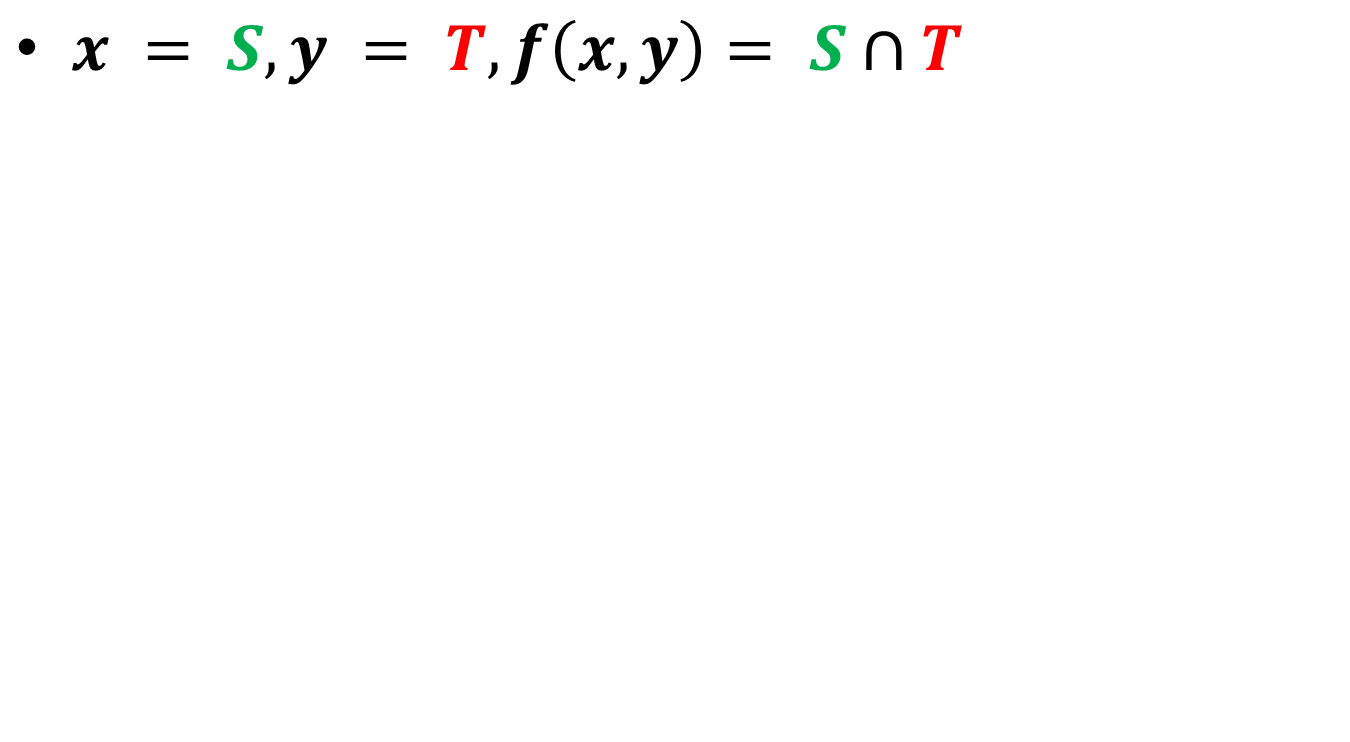 • x = S, y = T, f(x, y) = S ∩ T